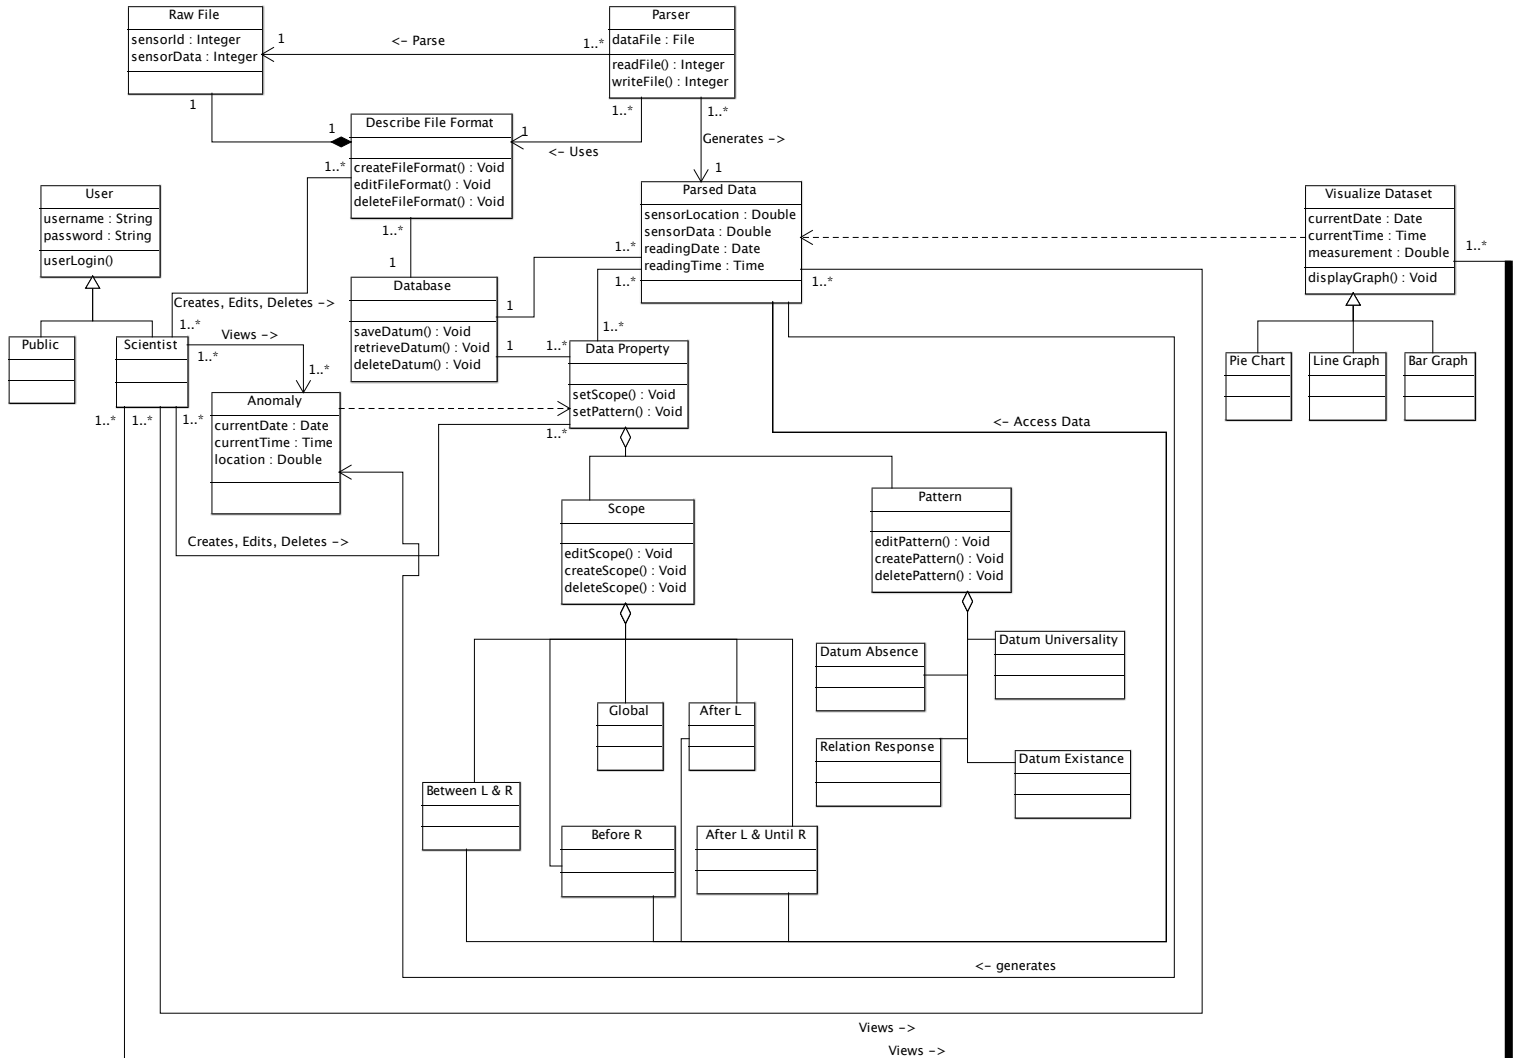 Raw File
sensorId : Integer
sensorData : Integer
1
<- Parse
1..*
Parser
dataFile : File
readFile() : Integer
writeFile() : Integer
1
1..*
1..*
1
Describe File Format
createFileFormat() : Void
editFileFormat() : Void
deleteFileFormat() : Void
1
<- Uses
Generates ->
1
1..*
1..*
User
username : String
password : String
userLogin()
Parsed Data
sensorLocation : Double
sensorData : Double
readingDate : Date
readingTime : Time
1..*
1..*
1..*
Visualize Dataset
currentDate : Date
currentTime : Time
measurement : Double
displayGraph() : Void
1..*
1
Database
saveDatum() : Void
retrieveDatum() : Void
deleteDatum() : Void
1
1
Creates, Edits, Deletes ->
1..*
Views ->
1..*
1..*
Public
Scientist
1..*
1..*
Data Property
setScope() : Void
setPattern() : Void
1..*
Pie Chart
Line Graph
Bar Graph
Anomaly
currentDate : Date
currentTime : Time
location : Double
1..*
1..*
1..*
<- Access Data
Creates, Edits, Deletes ->
Scope
editScope() : Void
createScope() : Void
deleteScope() : Void
Pattern
editPattern() : Void
createPattern() : Void
deletePattern() : Void
Datum Absence
Datum Universality
Global
After L
Relation Response
Datum Existance
Between L & R
Before R
After L & Until R
<- generates
Views ->
Views ->